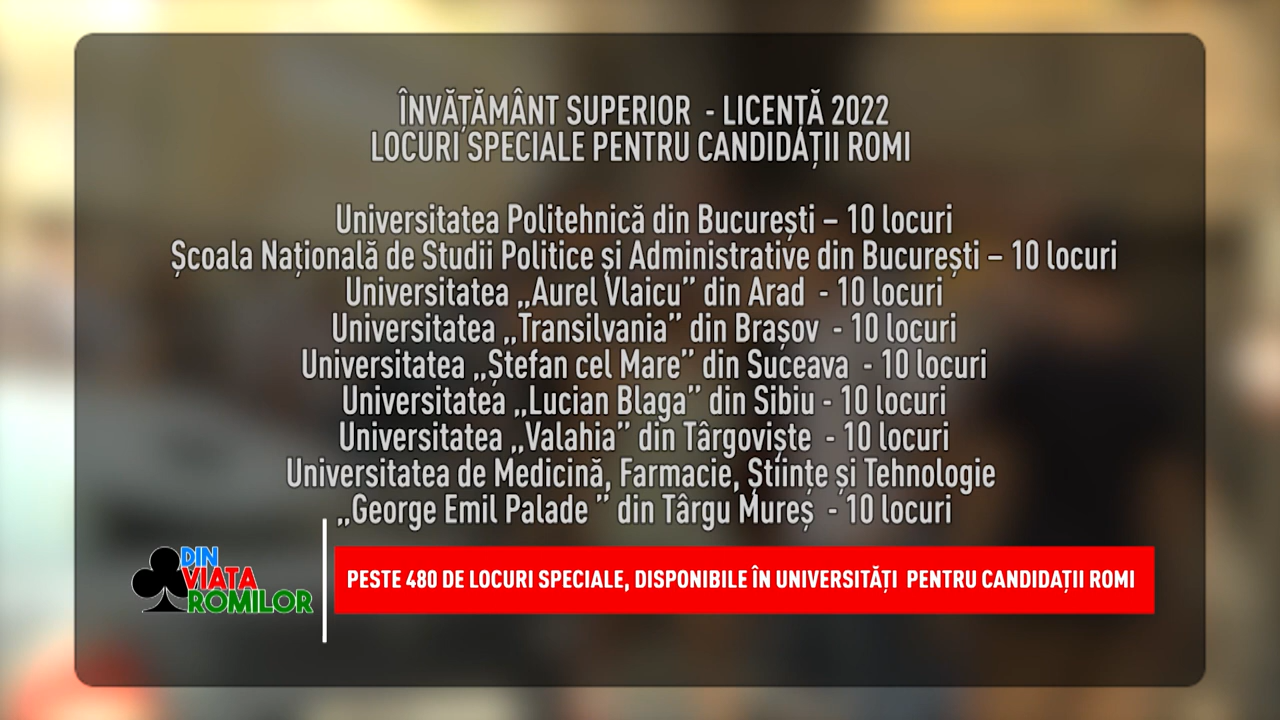 ÎNVĂȚĂMÂNT SUPERIOR - LICENȚĂ 2022
LOCURI SPECIALE PENTRU CANDIDAȚII ROMI
Universitatea Politehnică din București – 10 locuri
Școala Națională de Studii Politice și Administrative din București – 10 locuri
Universitatea „Aurel Vlaicu” din Arad - 10 locuri
Universitatea „Transilvania” din Brașov - 10 locuri
Universitatea „Ștefan cel Mare” din Suceava - 10 locuri
Universitatea „Lucian Blaga” din Sibiu - 10 locuri
Universitatea „Valahia” din Târgoviște - 10 locuri
Universitatea de Medicină, Farmacie, Științe și Tehnologie
„George Emil Palade ” din Târgu Mureș - 10 locuri
DIN
VIATA
ROMILOR
PESTE 480 DE LOCURI SPECIALE, DISPONIBILE ÎN UNIVERSITĂȚI PENTRU CANDIDAȚII ROMI